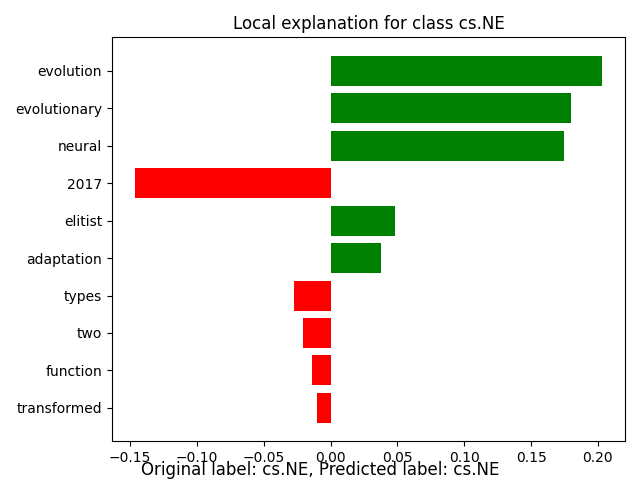 Local explanation for class cs.NE
evolution
evolutionary
neural
2017
elitist
adaptation
types
two
function
transformed
−0.15 −0.10 −0.05 0.00 0.05 0.10 0.15 0.20
Original label: cs.NE, Predicted label: cs.NE